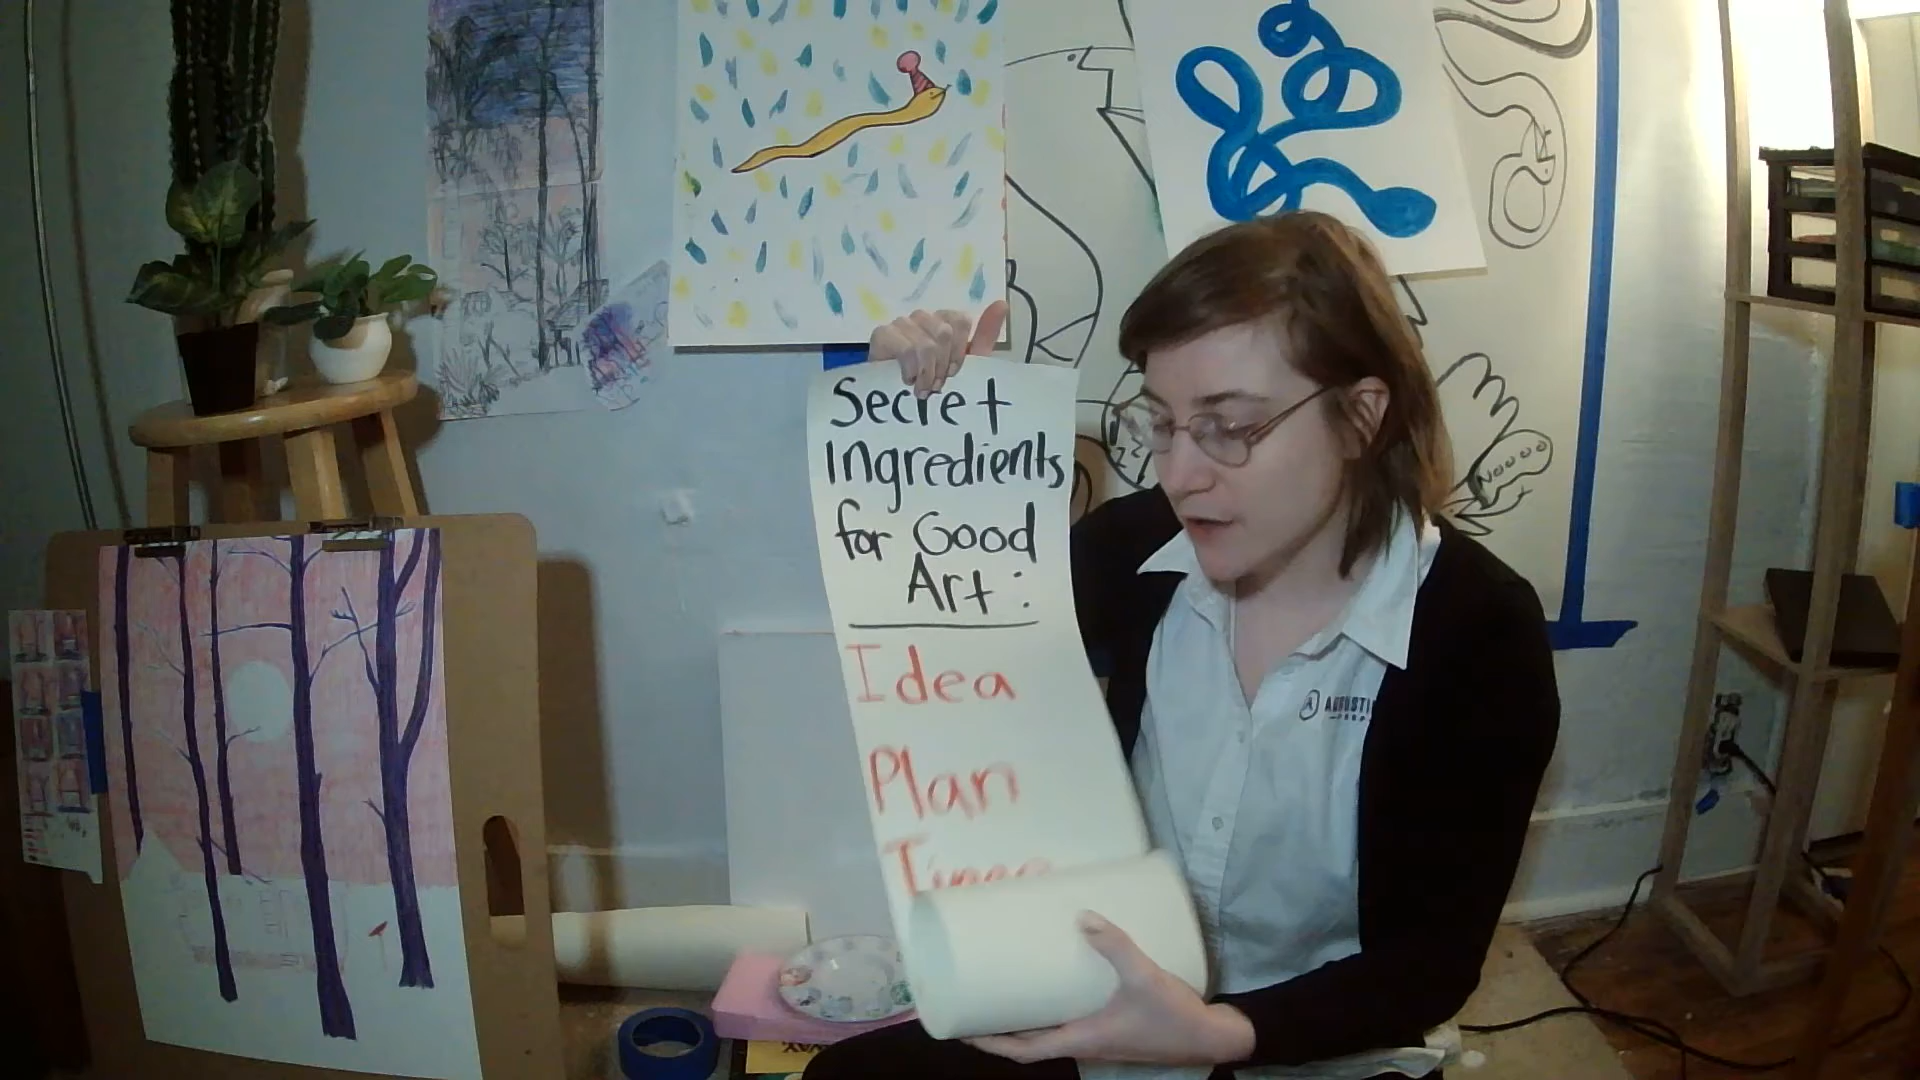 Secret
Ingredients
for Good
Art:
Idea
Plan